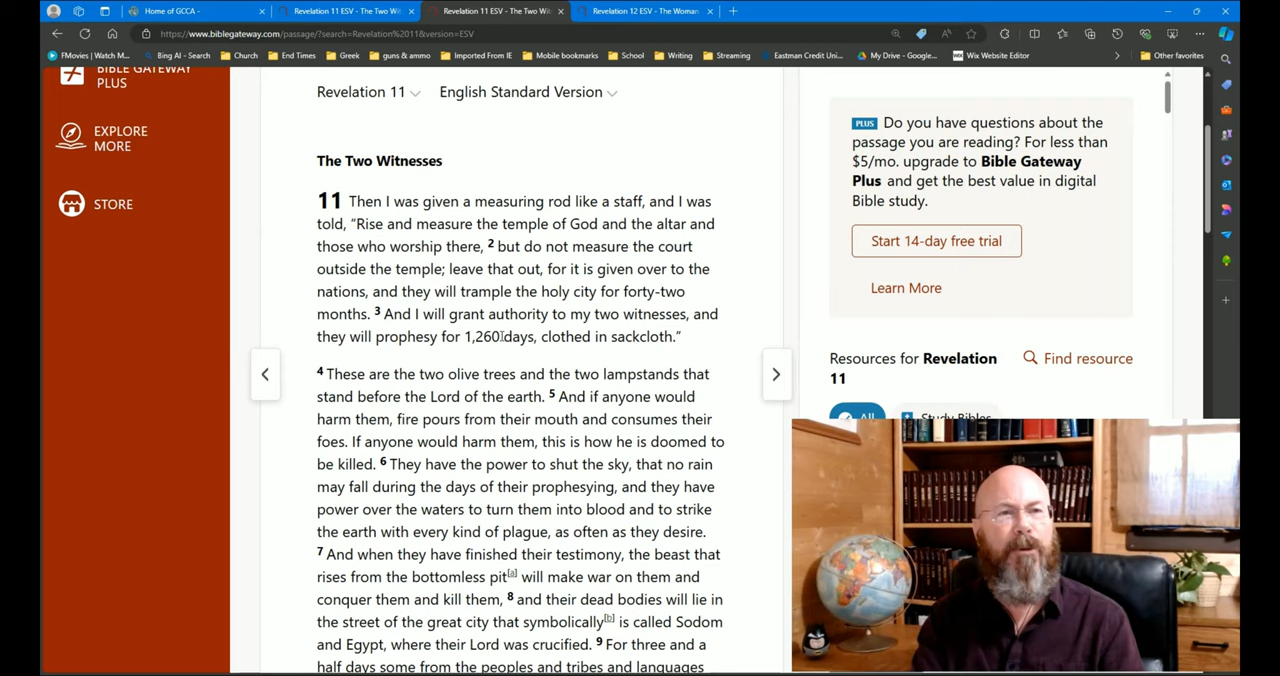 Home of GCCA -
Revelation 11 ESV - The Two Wit
Revelation 11 ESV - The Two Wit
Revelation 12 ESV - The Woman
https://www.biblegateway.com/passage/?search=Revelation%2011&version=ESV
FMovies | Watch M...
Bing AI - Search
Church
End Times
Greek
guns & ammo
Imported From IE
Mobile bookmarks
School
Writing
Streaming
Eastman Credit Uni...
My Drive - Google...
WIX Wix Website Editor
Other favorites
BIBLE GATEWAY
PLUS
EXPLORE
MORE
STORE
Revelation 11
English Standard Version
The Two Witnesses
11 Then I was given a measuring rod like a staff, and I was
told, “Rise and measure the temple of God and the altar and
those who worship there, 2 but do not measure the court
outside the temple; leave that out, for it is given over to the
nations, and they will trample the holy city for forty-two
months. 3 And I will grant authority to my two witnesses, and
they will prophesy for 1,260 days, clothed in sackcloth.”
4 These are the two olive trees and the two lampstands that
stand before the Lord of the earth. 5 And if anyone would
harm them, fire pours from their mouth and consumes their
foes. If anyone would harm them, this is how he is doomed to
be killed. 6 They have the power to shut the sky, that no rain
may fall during the days of their prophesying, and they have
power over the waters to turn them into blood and to strike
the earth with every kind of plague, as often as they desire.
7 And when they have finished their testimony, the beast that
rises from the bottomless pit[a] will make war on them and
conquer them and kill them, 8 and their dead bodies will lie in
the street of the great city that symbolically[b] is called Sodom
and Egypt, where their Lord was crucified. 9 For three and a
half days some from the peoples and tribes and languages
PLUS Do you have questions about the
passage you are reading? For less than
$5/mo. upgrade to Bible Gateway
Plus and get the best value in digital
Bible study.
Start 14-day free trial
Learn More
Resources for Revelation
11
Find resource
All
Study Bibles